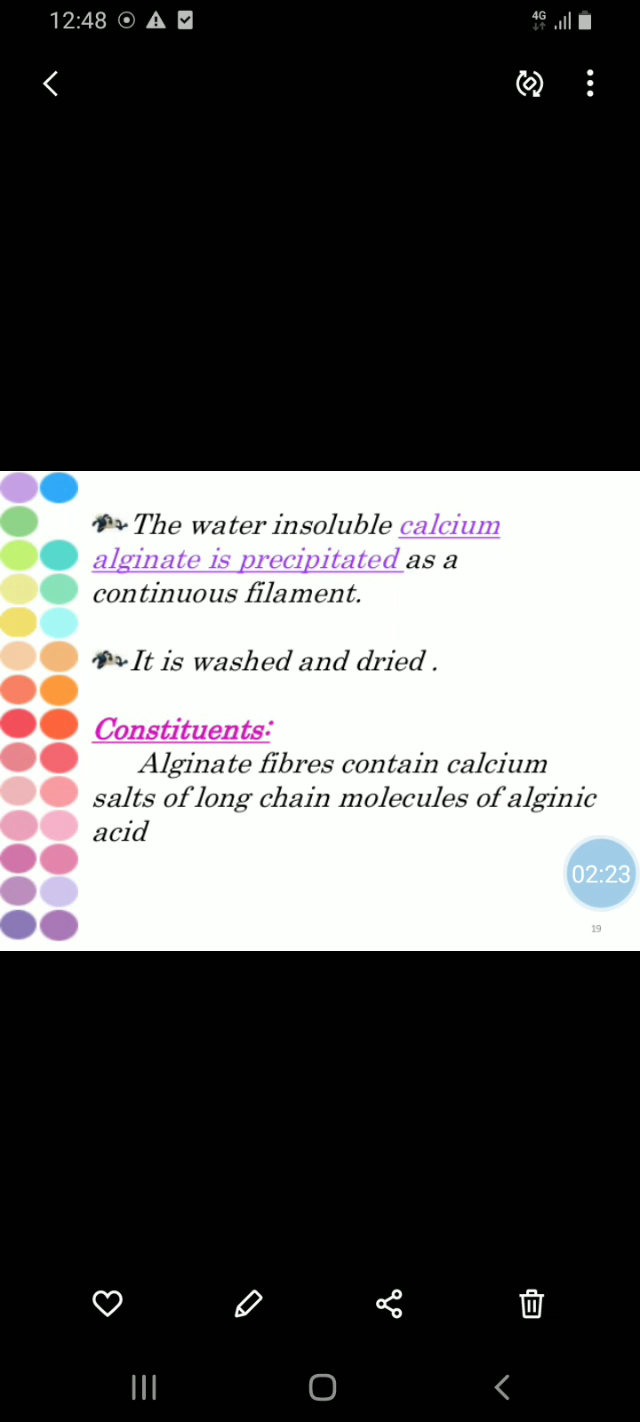 12:48
4G
The water insoluble calcium
alginate is precipitated as a
continuous filament.
It is washed and dried .
Constituents:
Alginate fibres contain calcium
salts of long chain molecules of alginic
acid
02:23
19